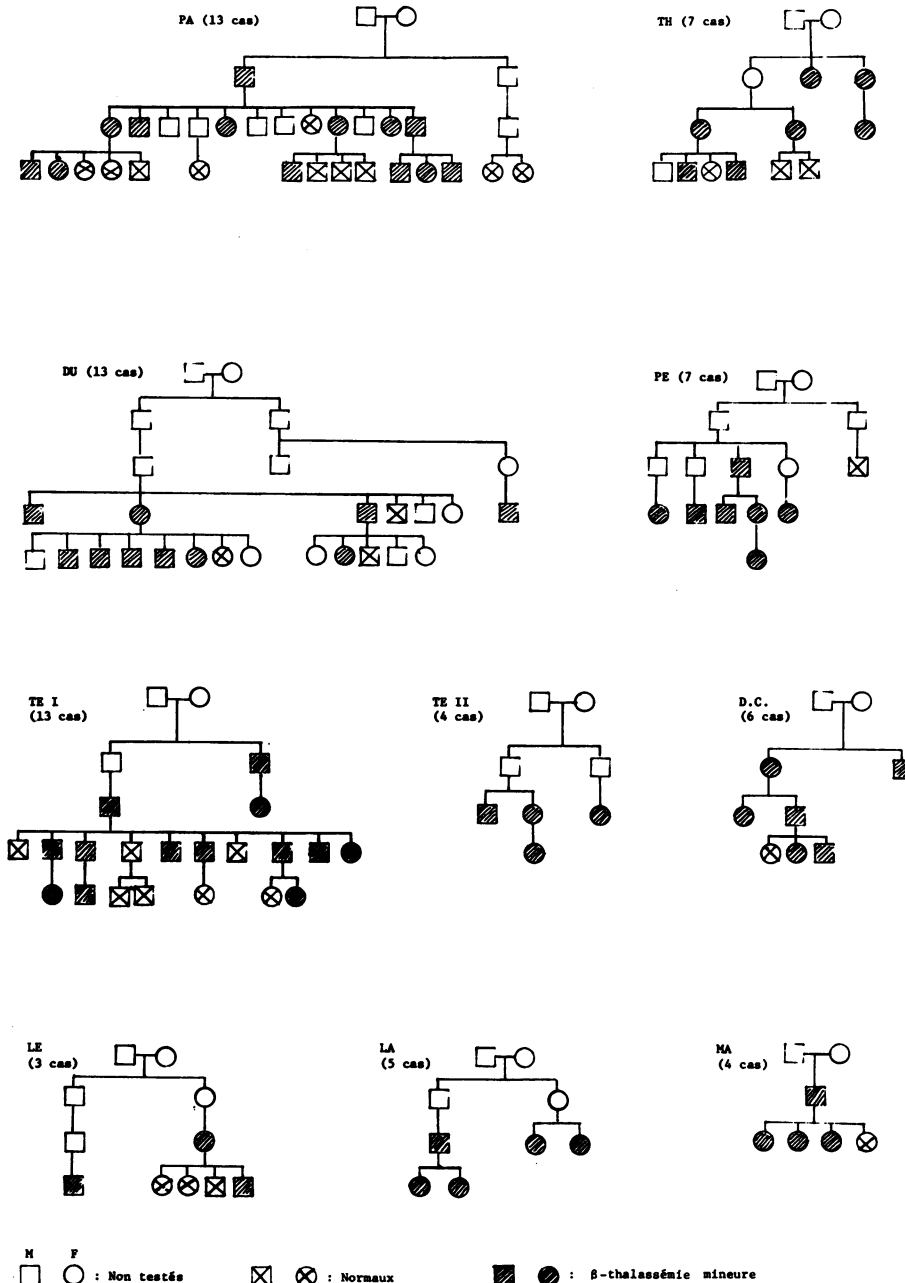 PA (13 cas)
TH (7 cas)
DU (13 cas)
PE (7 cas)
TE I
(13 cas)
TE II
(4 cas)
D.C.
(6 cas)
LE
(3 cas)
LA
(5 cas)
MA
(4 cas)
M F
: Non testés : Normaux : β-thalassémie mineure